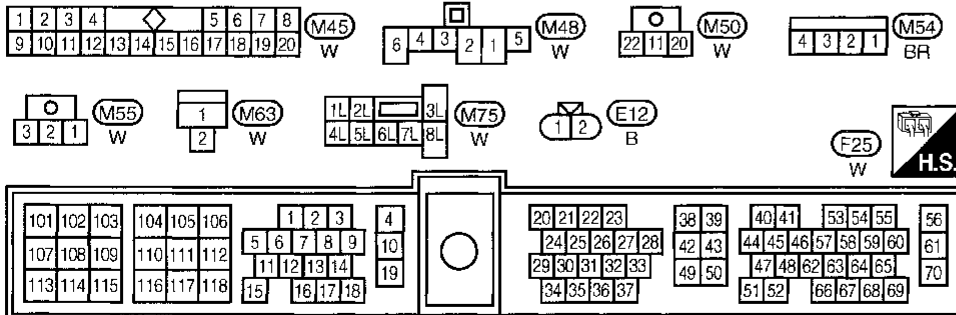 1 2 3 4 5 6 7 8
9 10 11 12 13 14 15 16 17 18 19 20
M45
W
6 4 3 2 1 5
M48
W
22 11 20
M50
W
4 3 2 1
M54
BR
3 2 1
M55
W
1
2
M63
W
1L 2L 3L
4L 5L 6L 7L 8L
M75
W
1 2
E12
B
F25
W
H.S.
101 102 103 104 105 106 1 2 3 4
107 108 109 110 111 112 5 6 7 8 9 10
113 114 115 116 117 118 11 12 13 14 19
15 16 17 18
20 21 22 23 38 39 40 41 53 54 55 56
24 25 26 27 28 42 43 44 45 46 57 58 59 60 61
29 30 31 32 33 49 50 47 48 62 63 64 65 70
34 35 36 37 51 52 66 67 68 69